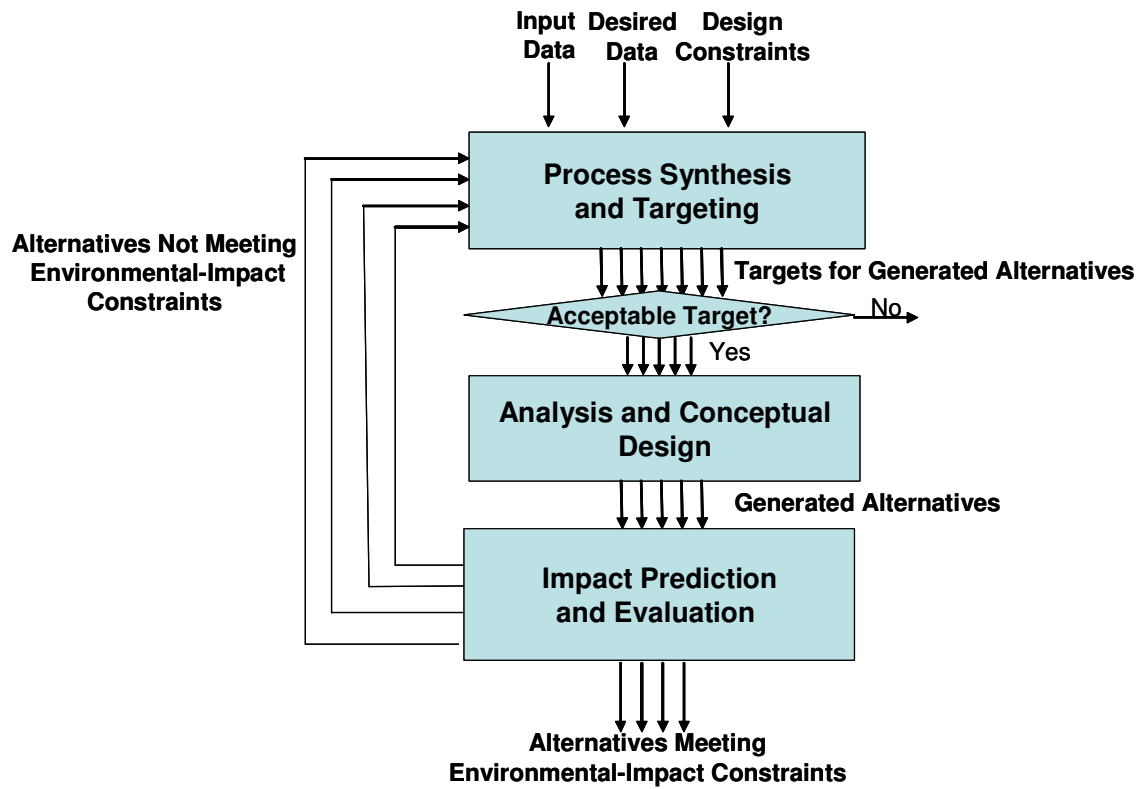 Input Desired Design
Data Data Constraints
Process Synthesis
and Targeting
Alternatives Not Meeting
Environmental-Impact
Constraints
Targets for Generated Alternatives
Acceptable Target?
No
Yes
Analysis and Conceptual
Design
Generated Alternatives
Impact Prediction
and Evaluation
Alternatives Meeting
Environmental-Impact Constraints